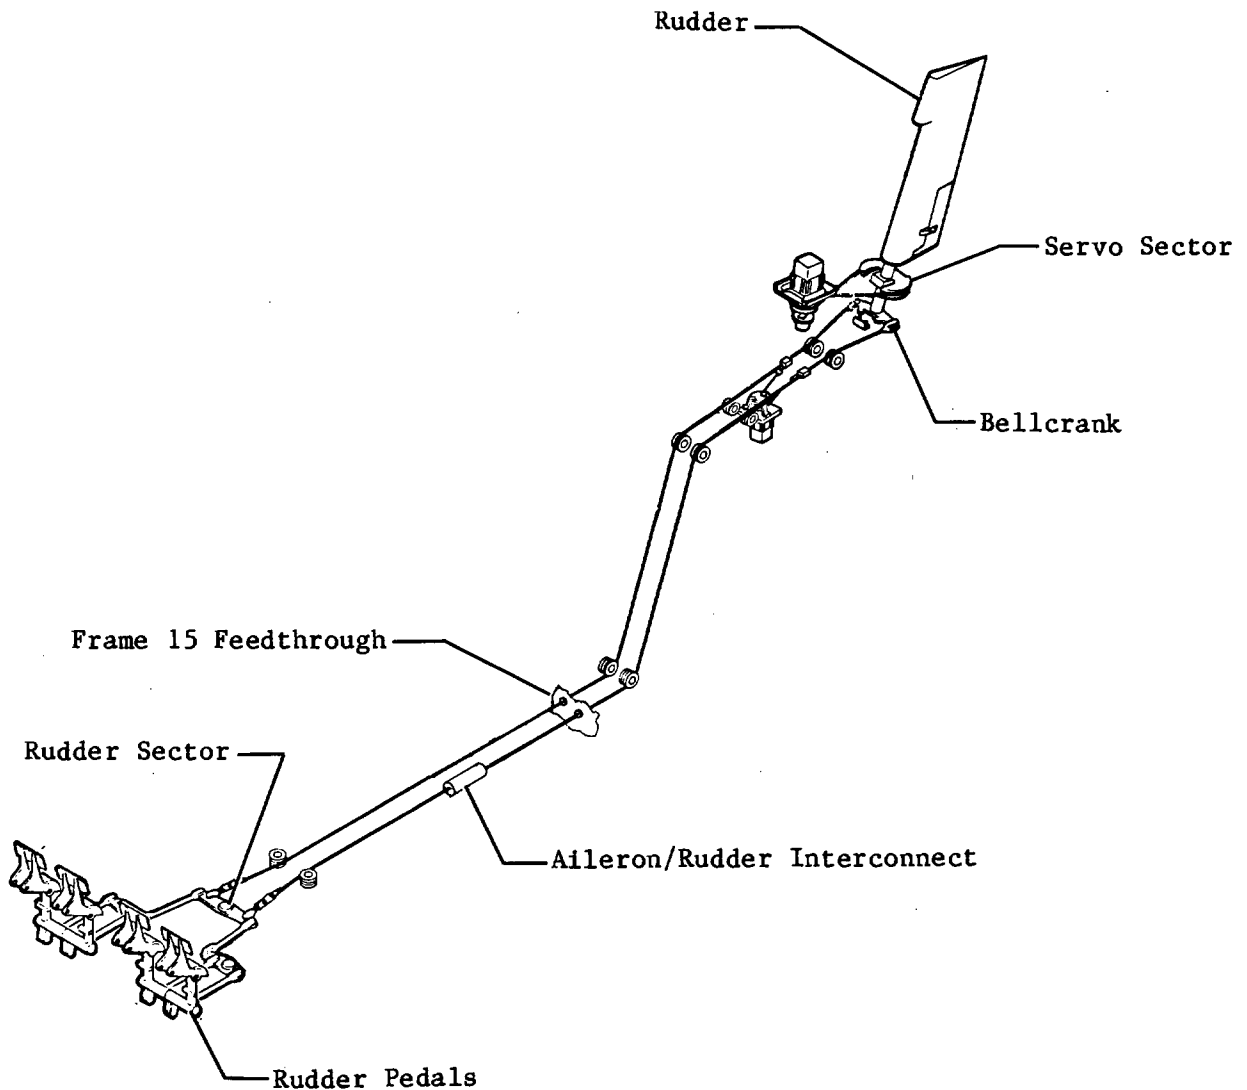 Rudder
Servo Sector
Bellcrank
Frame 15 Feedthrough
Rudder Sector
Aileron/Rudder Interconnect
Rudder Pedals